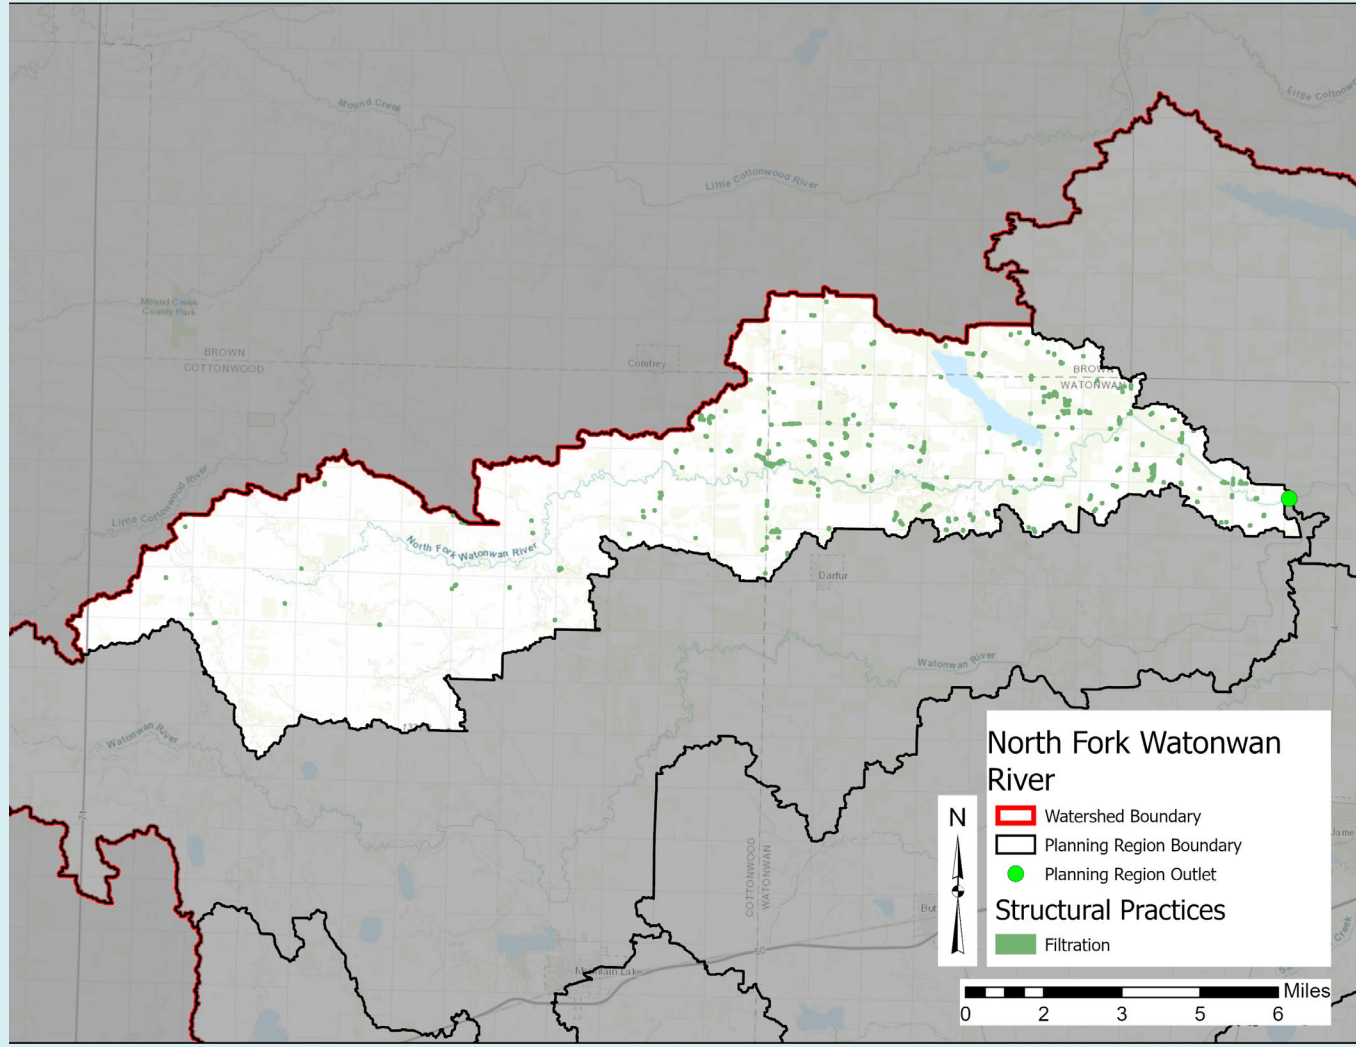 Mound Creek
Little Cottonwood River
Mound Creek
County Park
BROWN
COTTONWOOD
Comfrey
BROWN
WATONWAN
Little Cottonwood River
North Fork Watonwan River
Darfur
Watonwan River
Watonwan River
COTTONWOOD
WATONWAN
60
Mountain Lake
Creek
North Fork Watonwan
River
N
Watershed Boundary
Planning Region Boundary
Planning Region Outlet
Structural Practices
Filtration
Miles
0 2 3 5 6